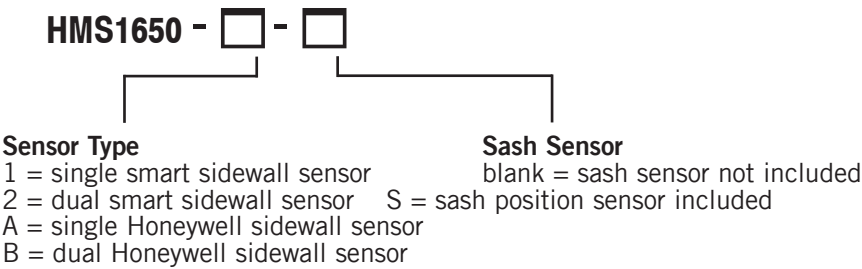 HMS1650 - □ - □
Sensor Type
1 = single smart sidewall sensor
2 = dual smart sidewall sensor
A = single Honeywell sidewall sensor
B = dual Honeywell sidewall sensor
Sash Sensor
blank = sash sensor not included
S = sash position sensor included